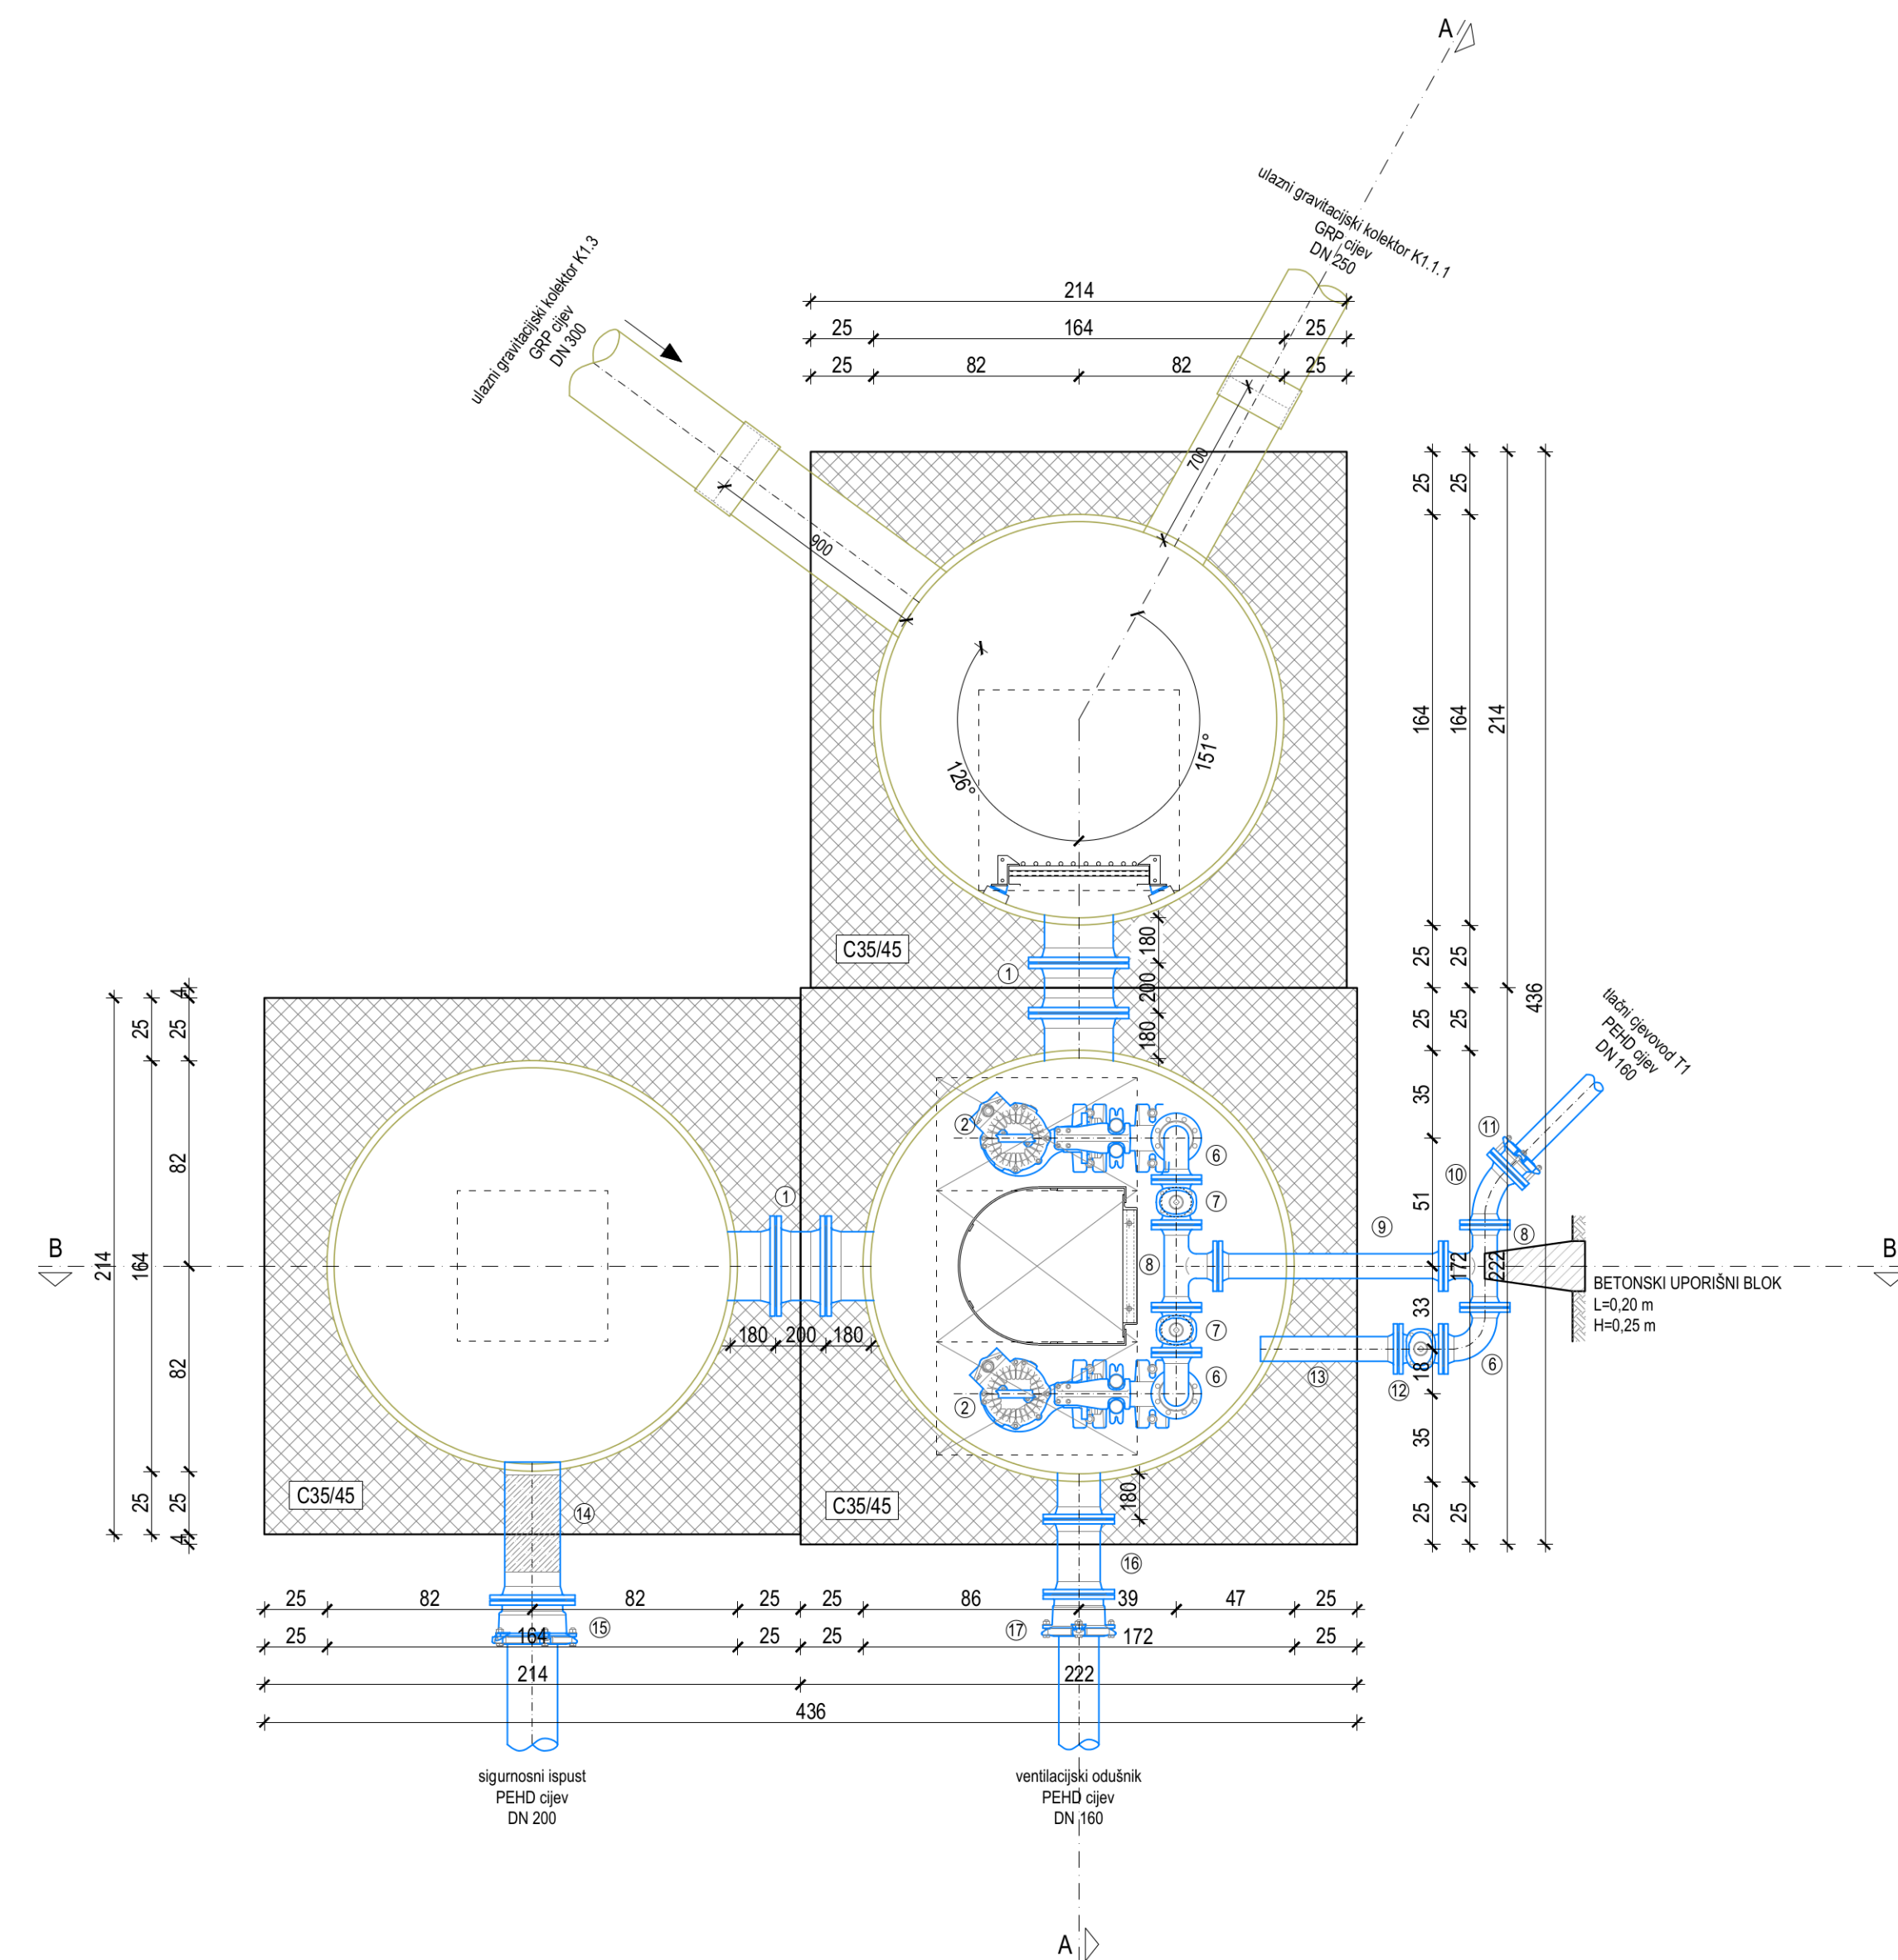 A
ulazni gravitacijski kolektor K1.1.1
GRP cijev
DN 250
ulazni gravitacijski kolektor K1.3
GRP cijev
DN 300
214
25 164 25
25 82 82 25
700
900
126°
151°
C35/45
180
200
180
1
25 25
164 164 214
25 25
25 25
436
35
82
51
172 222
33
18
35
25 25
tlačni cjevovod T1
PEHD cijev
DN 160
11
10
9
8
BETONSKI UPORIŠNI BLOK
L=0,20 m
H=0,25 m
6
12
13
4
25 25
82
214 164
82
25 25
4
B
B
1
180 200 180
2
6
7
8
7
6
2
C35/45
C35/45
180
14
15
16
17
25 82 82 25 25 86 39 47 25
25 164 25 25 172 25
214 222
436
sigurnosni ispust
PEHD cijev
DN 200
ventilacijski odušnik
PEHD cijev
DN 160
A